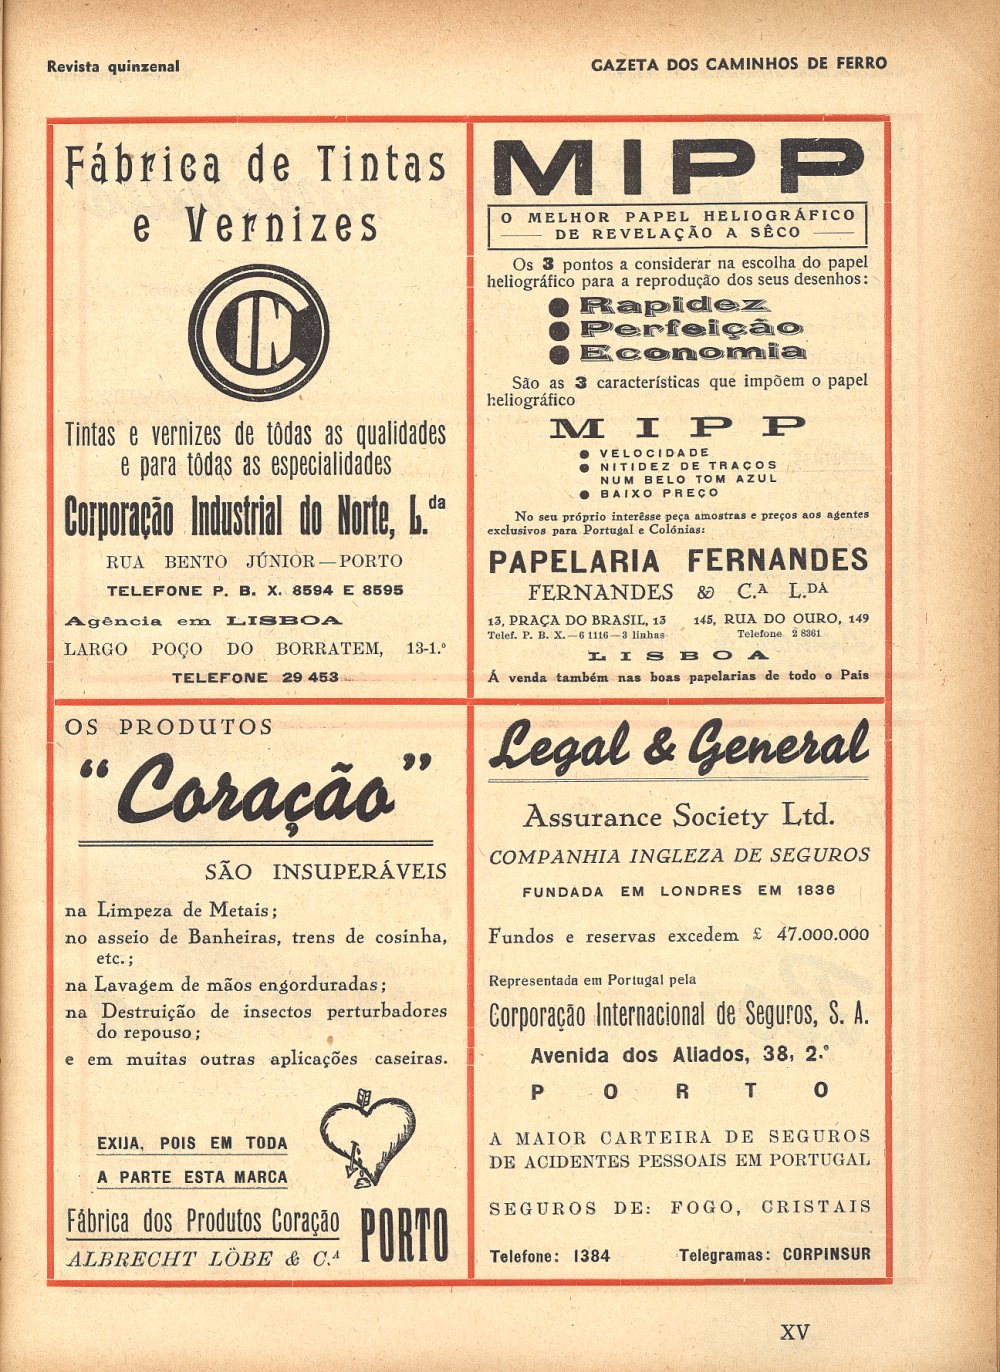 Revista quinzenal
GAZETA DOS CAMINHOS DE FERRO
Fábrica de Tintas
e Vernizes
CIN
Tintas e vernizes de tôdas as qualidades
e para tôdas as especialidades
Corporação Industrial do Norte, L.da
RUA BENTO JÚNIOR—PORTO
TELEFONE P. B. X. 8594 E 8595
Agência em LISBOA
LARGO POÇO DO BORRATEM, 13-1.º
TELEFONE 29 453
MIPP
O MELHOR PAPEL HELIOGRÁFICO
DE REVELAÇÃO A SÊCO
Os 3 pontos a considerar na escolha do papel
heliográfico para a reprodução dos seus desenhos:
● Rapidez
● Perfeição
● Economia
São as 3 características que impõem o papel
heliográfico
MIPP
● VELOCIDADE
● NITIDEZ DE TRAÇOS
NUM BELO TOM AZUL
● BAIXO PREÇO
No seu próprio interêsse peça amostras e preços aos agentes
exclusivos para Portugal e Colónias:
PAPELARIA FERNANDES
FERNANDES & C.A L.DA
13, PRAÇA DO BRASIL, 13 145, RUA DO OURO, 149
Telef. P. B. X.—6 1116—3 linhas Telefone 2 8361
LISBOA
Á venda também nas boas papelarias de todo o País
OS PRODUTOS
"Coração"
SÃO INSUPERÁVEIS
na Limpeza de Metais;
no asseio de Banheiras, trens de cosinha,
etc.;
na Lavagem de mãos engorduradas;
na Destruição de insectos perturbadores
do repouso;
e em muitas outras aplicações caseiras.
EXIJA, POIS EM TODA
A PARTE ESTA MARCA
Fábrica dos Produtos Coração
ALBRECHT LÖBE & C.A
PORTO
Legal & General
Assurance Society Ltd.
COMPANHIA INGLEZA DE SEGUROS
FUNDADA EM LONDRES EM 1836
Fundos e reservas excedem £ 47.000.000
Representada em Portugal pela
Corporação Internacional de Seguros, S. A.
Avenida dos Aliados, 38, 2.º
PORTO
A MAIOR CARTEIRA DE SEGUROS
DE ACIDENTES PESSOAIS EM PORTUGAL
SEGUROS DE: FOGO, CRISTAIS
Telefone: 1384 Telegramas: CORPINSUR
XV